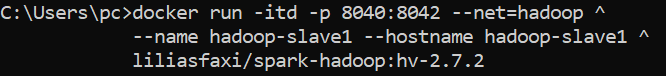 C:\Users\pc>docker run -itd -p 8040:8042 --net=hadoop ^
--name hadoop-slave1 --hostname hadoop-slave1 ^
liliasfaxi/spark-hadoop:hv-2.7.2